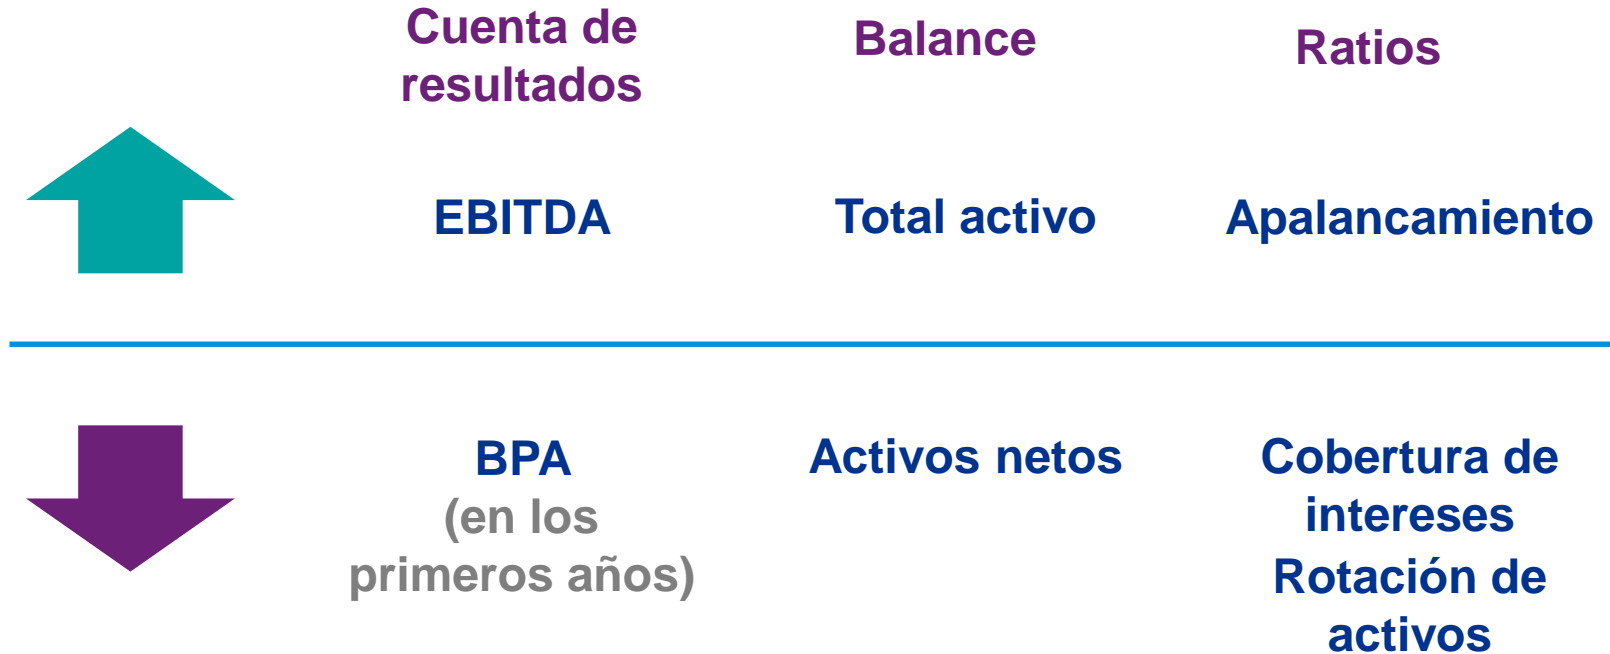 Cuenta de
resultados
Balance
Ratios
EBITDA
Total activo
Apalancamiento
BPA
(en los
primeros años)
Activos netos
Cobertura de
intereses
Rotación de
activos